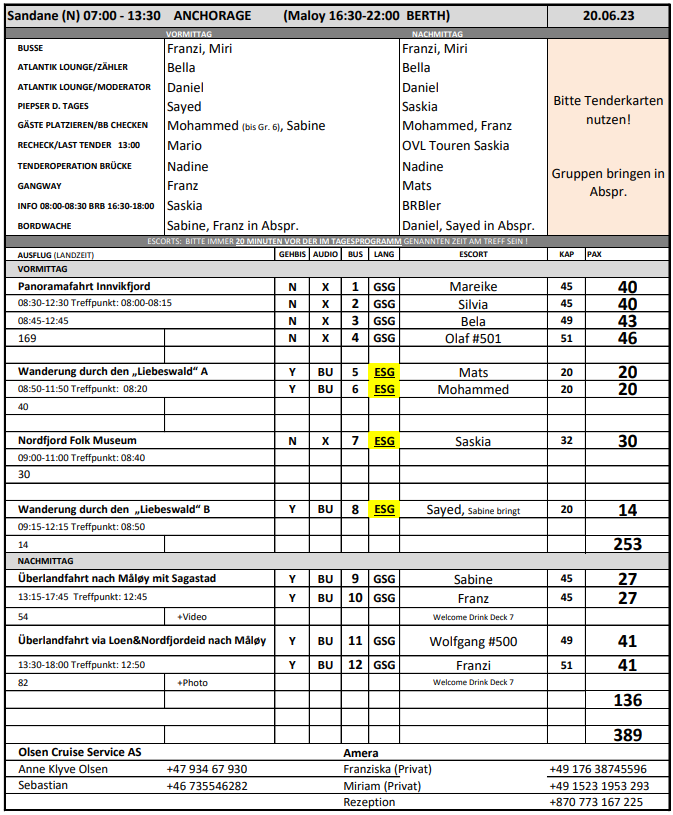 Sandane (N) 07:00 - 13:30 ANCHORAGE (Maloy 16:30-22:00 BERTH) 20.06.23
VORMITTAG NACHMITTAG
BUSSE Franzi, Miri Franzi, Miri
ATLANTIK LOUNGE/ZÄHLER Bella Bella
ATLANTIK LOUNGE/MODERATOR Daniel Daniel
PIEPSER D. TAGES Sayed Saskia
GÄSTE PLATZIEREN/BB CHECKEN Mohammed (bis Gr. 6), Sabine Mohammed, Franz
RECHECK/LAST TENDER 13:00 Mario OVL Touren Saskia
TENDEROPERATION BRÜCKE Nadine Nadine
GANGWAY Franz Mats
INFO 08:00-08:30 BRB 16:30-18:00 Saskia BRBler
BORDWACHE Sabine, Franz in Abspr. Daniel, Sayed in Abspr.
Bitte Tenderkarten
nutzen!
Gruppen bringen in
Abspr.
ESCORTS: BITTE IMMER 20 MINUTEN VOR DER IM TAGESPROGRAMM GENANNTEN ZEIT AM TREFF SEIN !
AUSFLUG (LANDZEIT) GEHBIS AUDIO BUS LANG ESCORT KAP PAX
VORMITTAG
Panoramafahrt Innvikfjord N X 1 GSG Mareike 45 40
08:30-12:30 Treffpunkt: 08:00-08:15 N X 2 GSG Silvia 45 40
08:45-12:45 N X 3 GSG Bela 49 43
169 N X 4 GSG Olaf #501 51 46
Wanderung durch den „Liebeswald“ A Y BU 5 ESG Mats 20 20
08:50-11:50 Treffpunkt: 08:20 Y BU 6 ESG Mohammed 20 20
40
Nordfjord Folk Museum N X 7 ESG Saskia 32 30
09:00-11:00 Treffpunkt: 08:40
30
Wanderung durch den „Liebeswald“ B Y BU 8 ESG Sayed, Sabine bringt 20 14
09:15-12:15 Treffpunkt: 08:50
14 253
NACHMITTAG
Überlandfahrt nach Måløy mit Sagastad Y BU 9 GSG Sabine 45 27
13:15-17:45 Treffpunkt: 12:45 Y BU 10 GSG Franz 45 27
54 +Video Welcome Drink Deck 7
Überlandfahrt via Loen&Nordfjordeid nach Måløy Y BU 11 GSG Wolfgang #500 49 41
13:30-18:00 Treffpunkt: 12:50 Y BU 12 GSG Franzi 51 41
82 +Photo Welcome Drink Deck 7
136
389
Olsen Cruise Service AS Amera
Anne Klyve Olsen +47 934 67 930 Franziska (Privat) +49 176 38745596
Sebastian +46 735546282 Miriam (Privat) +49 1523 1953 293
Rezeption +870 773 167 225